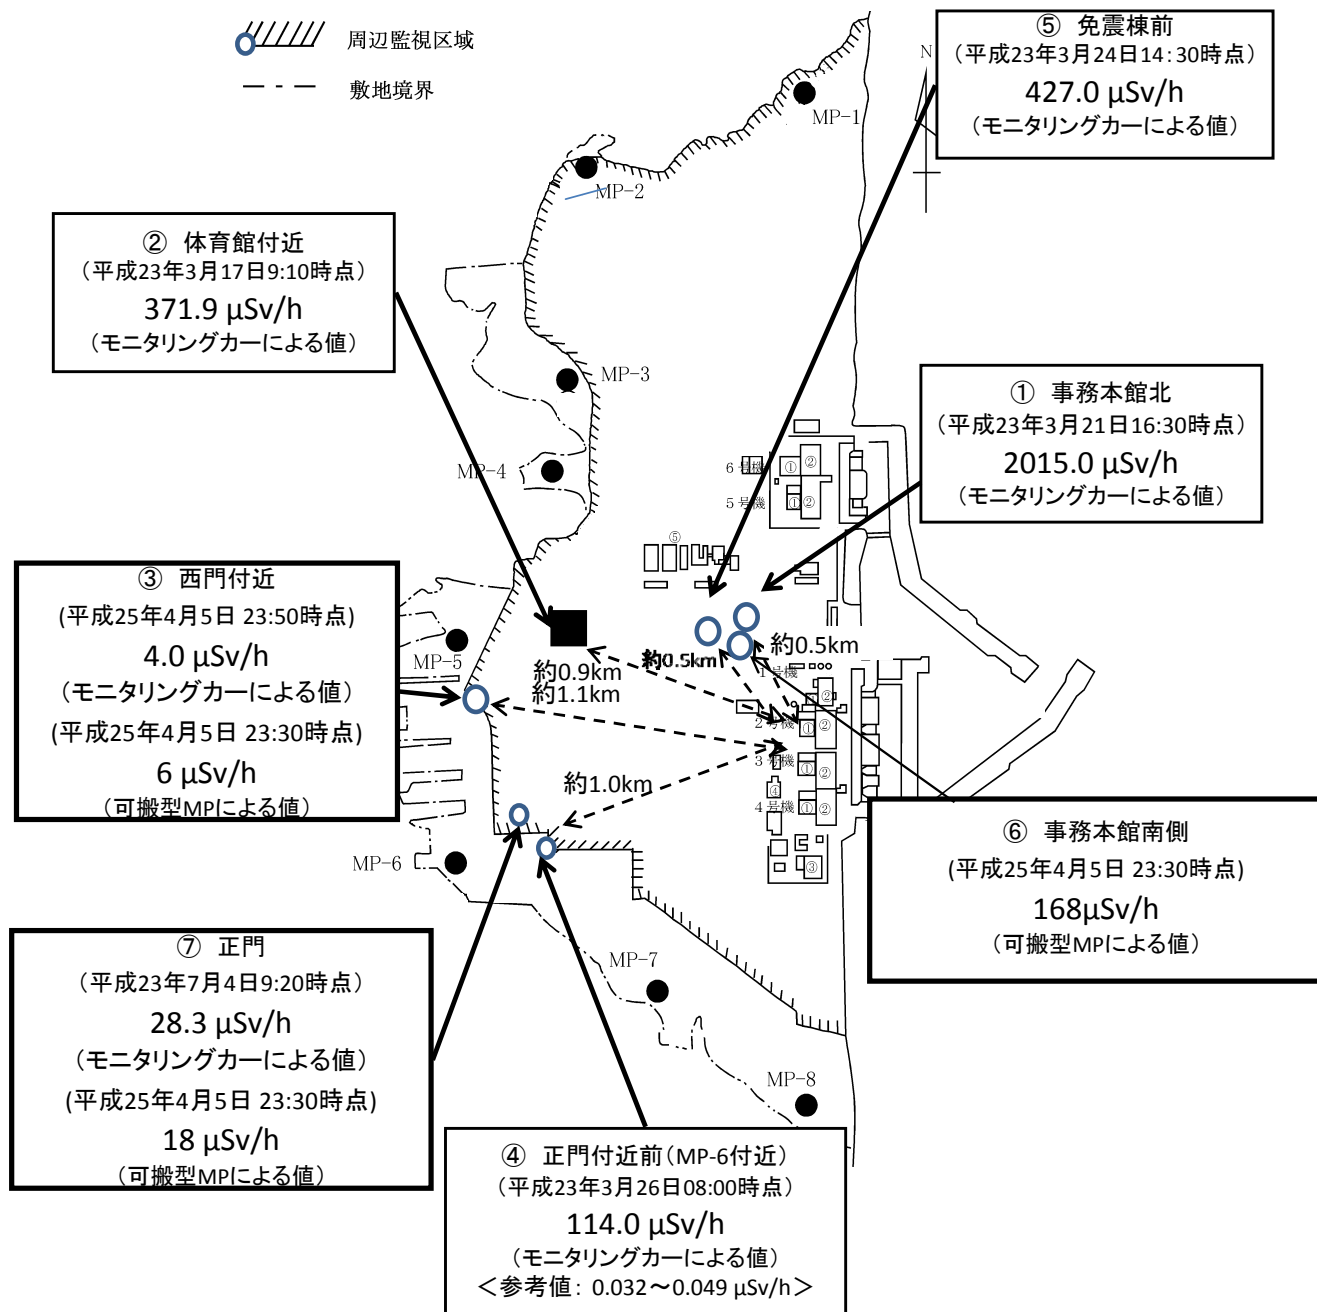 周辺監視区域
敷地境界
⑤ 免震棟前
（平成23年3月24日14:30時点）
427.0 μSv/h
（モニタリングカーによる値）
N
MP-1
MP-2
② 体育館付近
（平成23年3月17日9:10時点）
371.9 μSv/h
（モニタリングカーによる値）
MP-3
① 事務本館北
（平成23年3月21日16:30時点）
2015.0 μSv/h
（モニタリングカーによる値）
MP-4
6号機
① ②
5号機
① ②
⑤
③ 西門付近
(平成25年4月5日 23:50時点)
4.0 μSv/h
（モニタリングカーによる値）
(平成25年4月5日 23:30時点)
6 μSv/h
（可搬型MPによる値）
MP-5
約0.9km
約1.1km
約0.5km
約0.5km
1号機
②
2号機
① ②
3号機
① ②
約1.0km
④
4号機
① ②
③
MP-6
⑥ 事務本館南側
(平成25年4月5日 23:30時点)
168μSv/h
（可搬型MPによる値）
⑦ 正門
（平成23年7月4日9:20時点）
28.3 μSv/h
（モニタリングカーによる値）
(平成25年4月5日 23:30時点)
18 μSv/h
（可搬型MPによる値）
MP-7
MP-8
④ 正門付近前（MP-6付近）
（平成23年3月26日08:00時点）
114.0 μSv/h
（モニタリングカーによる値）
＜参考値: 0.032～0.049 μSv/h＞